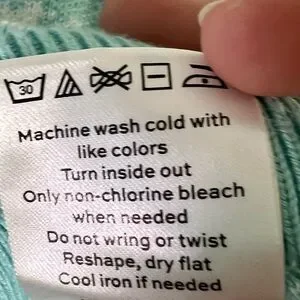 30
Machine wash cold with
like colors
Turn inside out
Only non-chlorine bleach
when needed
Do not wring or twist
Reshape, dry flat
Cool iron if needed